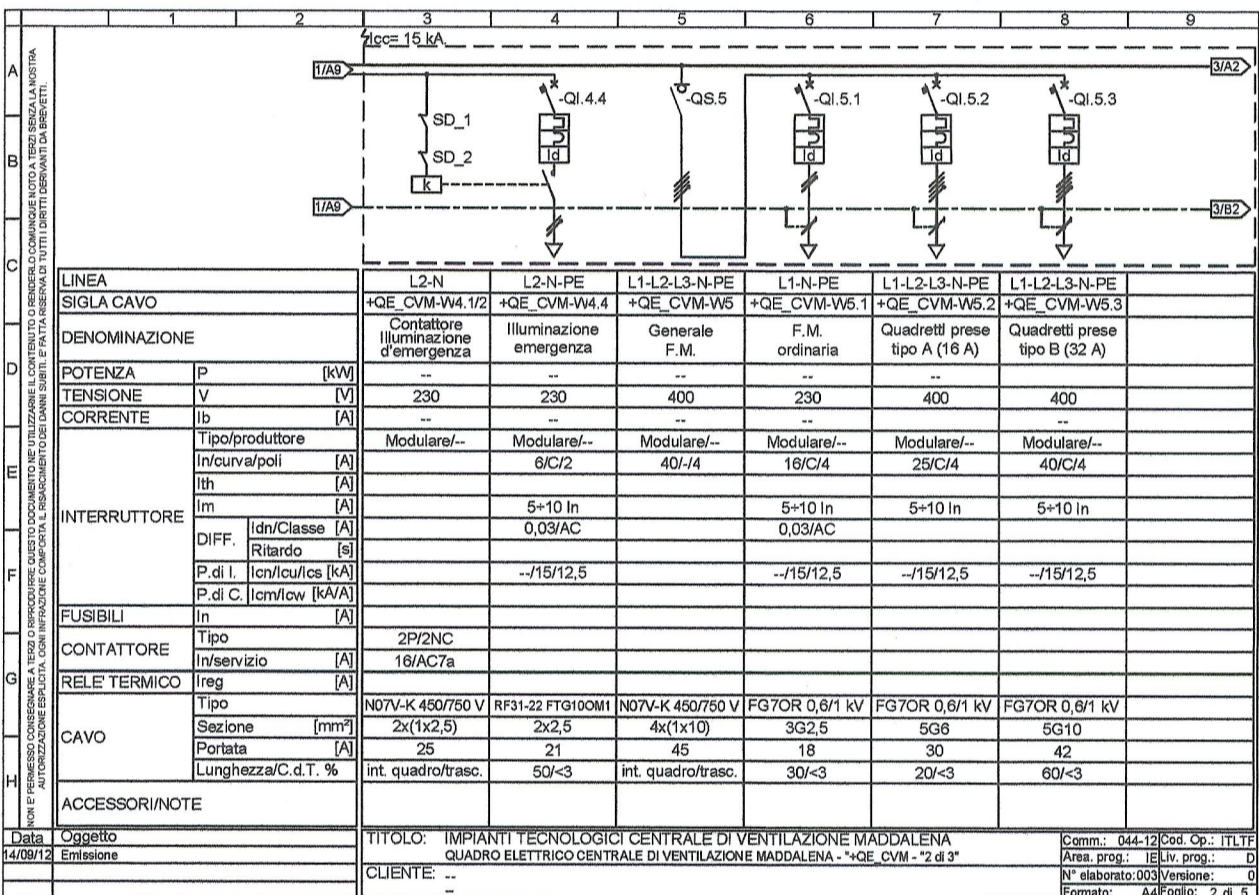 1 2 3 4 5 6 7 8 9
Icc= 15 kA
A
1/A9
3/A2
-QI.4.4
-QS.5
-QI.5.1
-QI.5.2
-QI.5.3
SD_1
B
SD_2
Id Id Id Id
k
1/A9
3/B2
C
LINEA L2-N L2-N-PE L1-L2-L3-N-PE L1-N-PE L1-L2-L3-N-PE L1-L2-L3-N-PE
SIGLA CAVO +QE_CVM-W4.1/2 +QE_CVM-W4.4 +QE_CVM-W5 +QE_CVM-W5.1 +QE_CVM-W5.2 +QE_CVM-W5.3
D
DENOMINAZIONE
Contattore
Illuminazione
d'emergenza
Illuminazione
emergenza
Generale
F.M.
F.M.
ordinaria
Quadretti prese
tipo A (16 A)
Quadretti prese
tipo B (32 A)
POTENZA P [kW] -- -- -- -- --
TENSIONE V [V] 230 230 400 230 400 400
CORRENTE Ib [A] -- -- -- -- --
E
INTERRUTTORE
Tipo/produttore Modulare/-- Modulare/-- Modulare/-- Modulare/-- Modulare/-- Modulare/--
In/curva/poli [A] 6/C/2 40/-/4 16/C/4 25/C/4 40/C/4
Ith [A]
Im [A] 5÷10 In 5÷10 In 5÷10 In 5÷10 In
DIFF. Idn/Classe [A] 0,03/AC 0,03/AC
Ritardo [s]
F
P.di I. Icn/Icu/Ics [kA] --/15/12,5 --/15/12,5 --/15/12,5 --/15/12,5
P.di C. Icm/Icw [kA/A]
FUSIBILI In [A]
G
CONTATTORE
Tipo 2P/2NC
In/servizio [A] 16/AC7a
RELE' TERMICO Ireg [A]
CAVO
Tipo N07V-K 450/750 V RF31-22 FTG10OM1 N07V-K 450/750 V FG7OR 0,6/1 kV FG7OR 0,6/1 kV FG7OR 0,6/1 kV
Sezione [mm²] 2x(1x2,5) 2x2,5 4x(1x10) 3G2,5 5G6 5G10
Portata [A] 25 21 45 18 30 42
Lunghezza/C.d.T. % int. quadro/trasc. 50/<3 int. quadro/trasc. 30/<3 20/<3 60/<3
H
ACCESSORI/NOTE
NON E' PERMESSO CONSEGNARE A TERZI O RIPRODURRE QUESTO DOCUMENTO NE' UTILIZZARNE IL CONTENUTO O RENDERLO COMUNQUE NOTO A TERZI SENZA LA NOSTRA
AUTORIZZAZIONE ESPLICITA. OGNI INFRAZIONE COMPORTA IL RISARCIMENTO DEI DANNI SUBITI. E' FATTA RISERVA DI TUTTI I DIRITTI DERIVANTI DA BREVETTI.
Data Oggetto
14/09/12 Emissione
TITOLO: IMPIANTI TECNOLOGICI CENTRALE DI VENTILAZIONE MADDALENA
QUADRO ELETTRICO CENTRALE DI VENTILAZIONE MADDALENA - "+QE_CVM - "2 di 3"
CLIENTE: --
--
Comm.: 044-12 Cod. Op.: ITLTF
Area. prog.: IE Liv. prog.: D
N° elaborato: 003 Versione: 0
Formato: A4 Foglio: 2 di 5